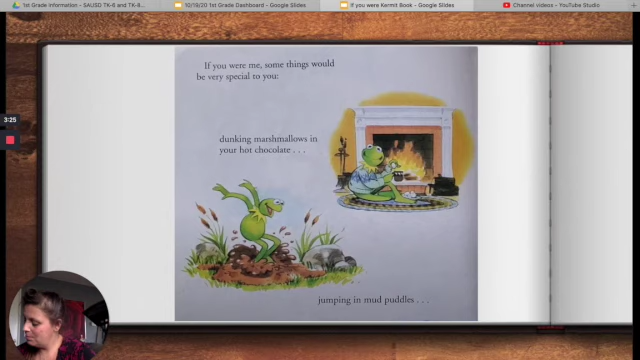 1st Grade Information - SAUSD TK-6 and TK-8...
10/19/20 1st Grade Dashboard - Google Slides
If you were Kermit Book - Google Slides
Channel videos - YouTube Studio
3:25
If you were me, some things would
be very special to you:
dunking marshmallows in
your hot chocolate . . .
jumping in mud puddles . . .